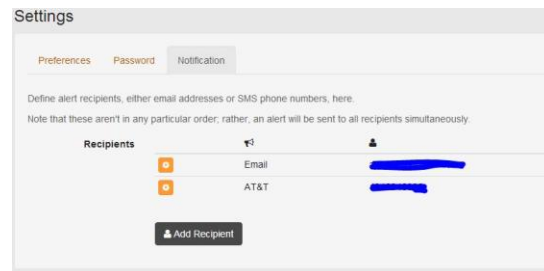 Settings
Preferences Password Notification
Define alert recipients, either email addresses or SMS phone numbers, here.
Note that these aren't in any particular order; rather, an alert will be sent to all recipients simultaneously.
Recipients
Email
AT&T
Add Recipient